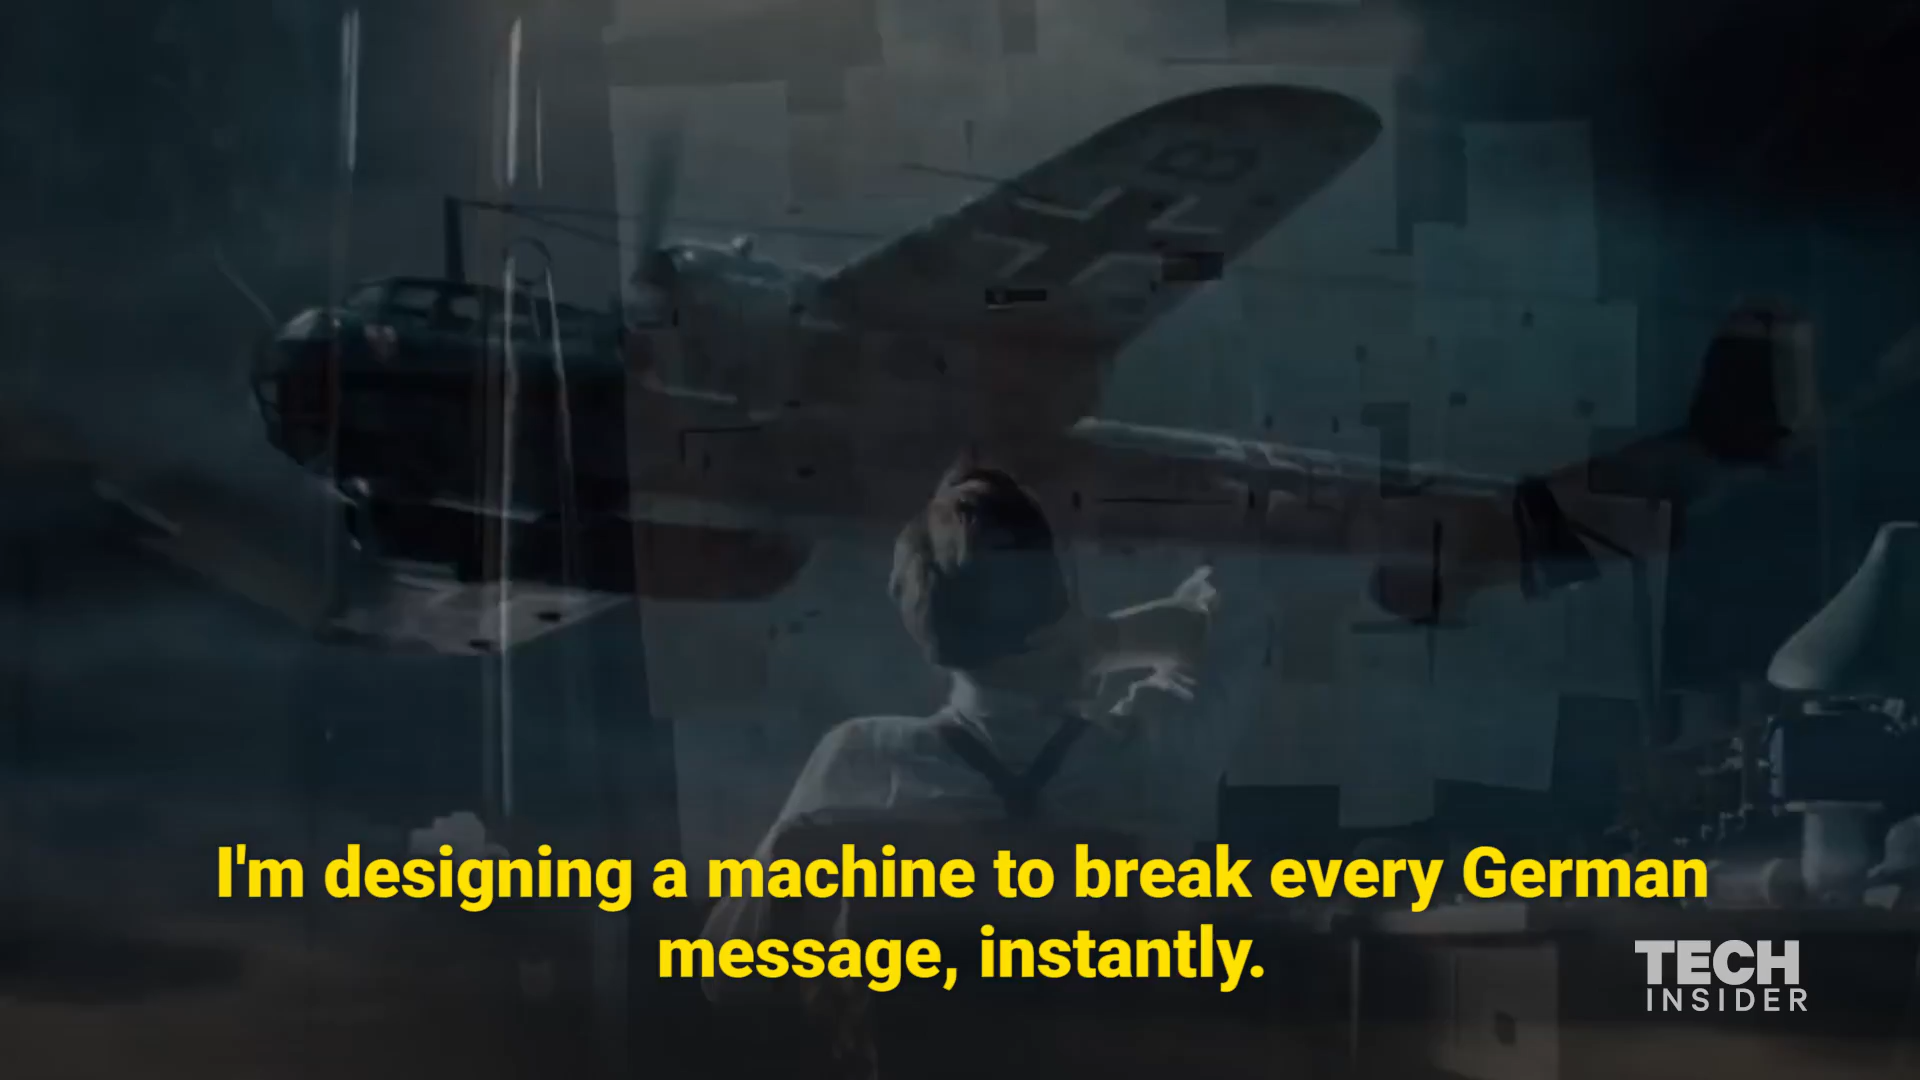 I'm designing a machine to break every German
message, instantly.
TECH
INSIDER